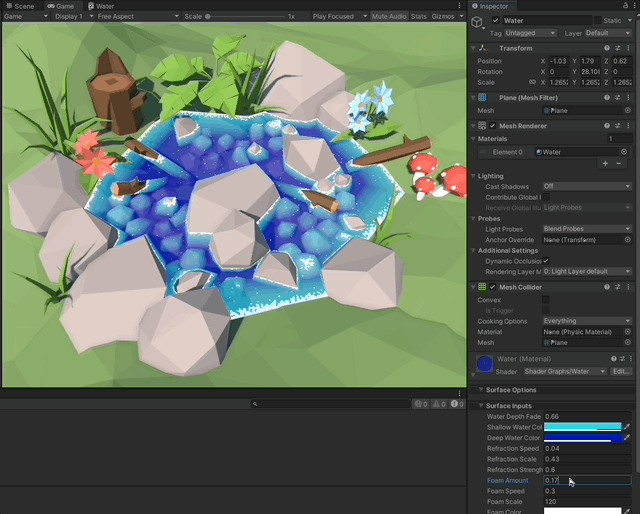 Scene Game Water
Game Display 1 Free Aspect Scale 1x Play Focused Mute Audio Stats Gizmos
Inspector
Water Static
Tag Untagged Layer Default
Transform
Position X -1.03 Y 1.79 Z 0.62
Rotation X 0 Y 28.108 Z 0
Scale X 1.2652 Y 1.2652 Z 1.2652
Plane (Mesh Filter)
Mesh Plane
Mesh Renderer
Materials 1
Element 0 Water
Lighting
Cast Shadows Off
Contribute Global I
Receive Global Illu Light Probes
Probes
Light Probes Blend Probes
Anchor Override None (Transform)
Additional Settings
Dynamic Occlusion
Rendering Layer M 0: Light Layer default
Mesh Collider
Convex
Is Trigger
Cooking Options Everything
Material None (Physic Material)
Mesh Plane
Water (Material)
Shader Shader Graphs/Water Edit...
Surface Options
Surface Inputs
Water Depth Fade 0.66
Shallow Water Col
Deep Water Color
Refraction Speed 0.04
Refraction Scale 0.43
Refraction Strength 0.6
Foam Amount 0.17
Foam Speed 0.3
Foam Scale 120
Foam Color
0 0 0